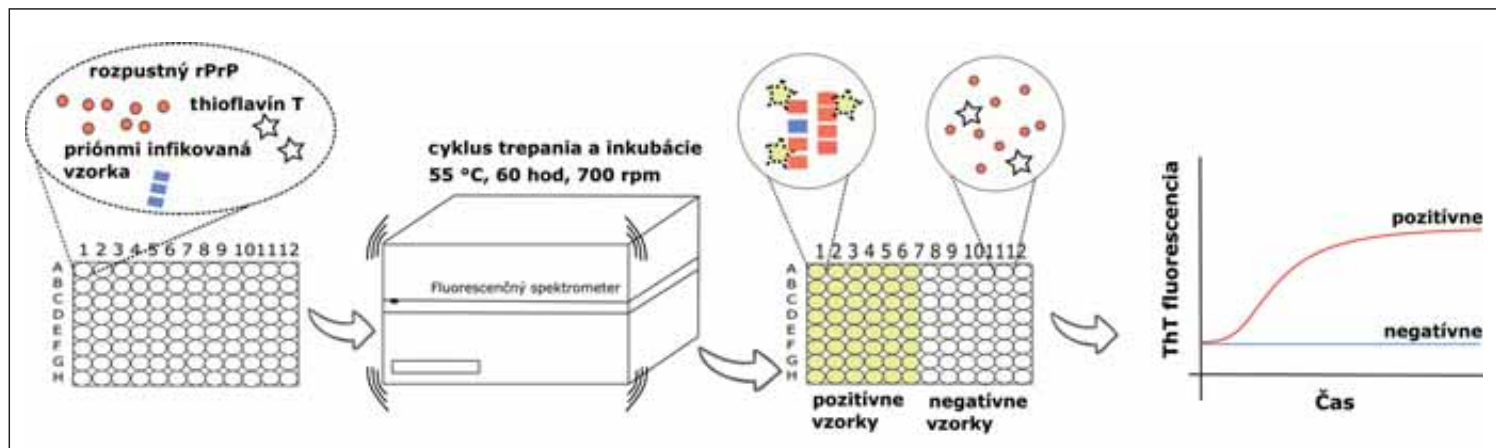 rozpustný rPrP
thioflavín T
priónmi infikovaná
vzorka
1 2 3 4 5 6 7 8 9 10 11 12
A
B
C
D
E
F
G
H
cyklus trepania a inkubácie
55 °C, 60 hod, 700 rpm
Fluorescenčný spektrometer
1 2 3 4 5 6 7 8 9 10 11 12
A
B
C
D
E
F
G
H
pozitívne
vzorky
negatívne
vzorky
ThT fluorescencia
pozitívne
negatívne
Čas